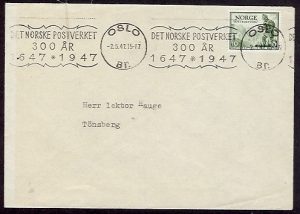 DET NORSKE POSTVERKET
300 ÅR
1647 * 1947
OSLO
Br.
DET NORSKE POSTVERKET
300 ÅR
1647 * 1947
OSLO
Br.
NORGE
Herr lektor Hauge
Tönsberg